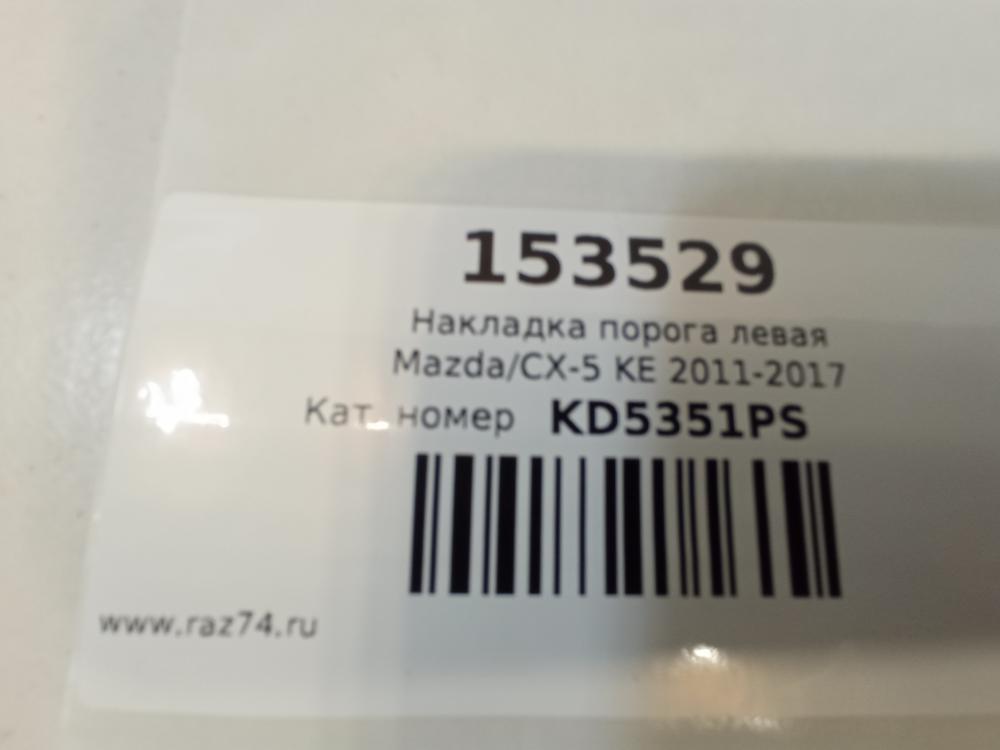 153529
Накладка порога левая
Mazda/CX-5 KE 2011-2017
Кат. номер KD5351PS
www.raz74.ru